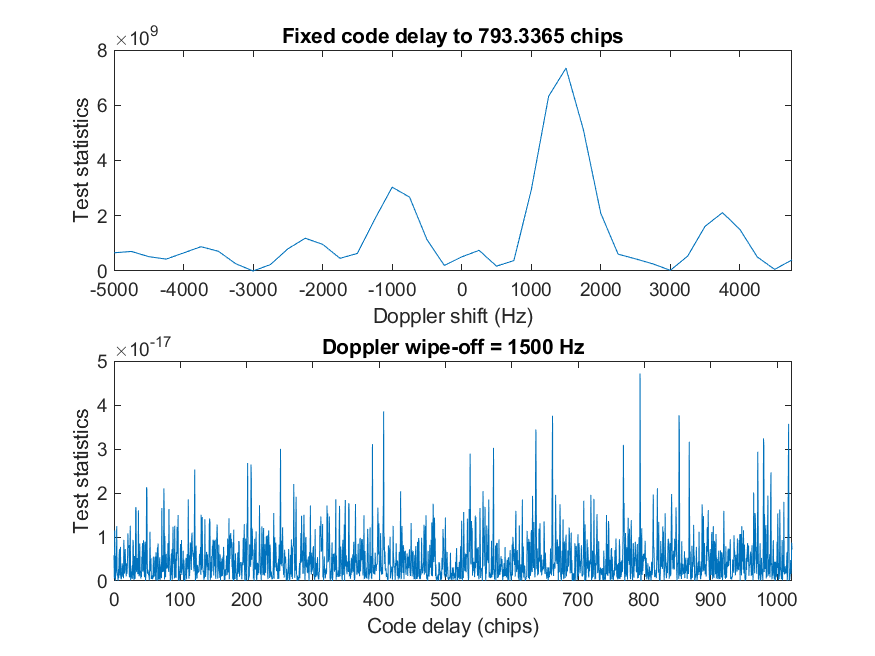 Fixed code delay to 793.3365 chips
×10^9
8
6
4
2
0
Test statistics
-5000 -4000 -3000 -2000 -1000 0 1000 2000 3000 4000
Doppler shift (Hz)
Doppler wipe-off = 1500 Hz
×10^-17
5
4
3
2
1
0
Test statistics
0 100 200 300 400 500 600 700 800 900 1000
Code delay (chips)